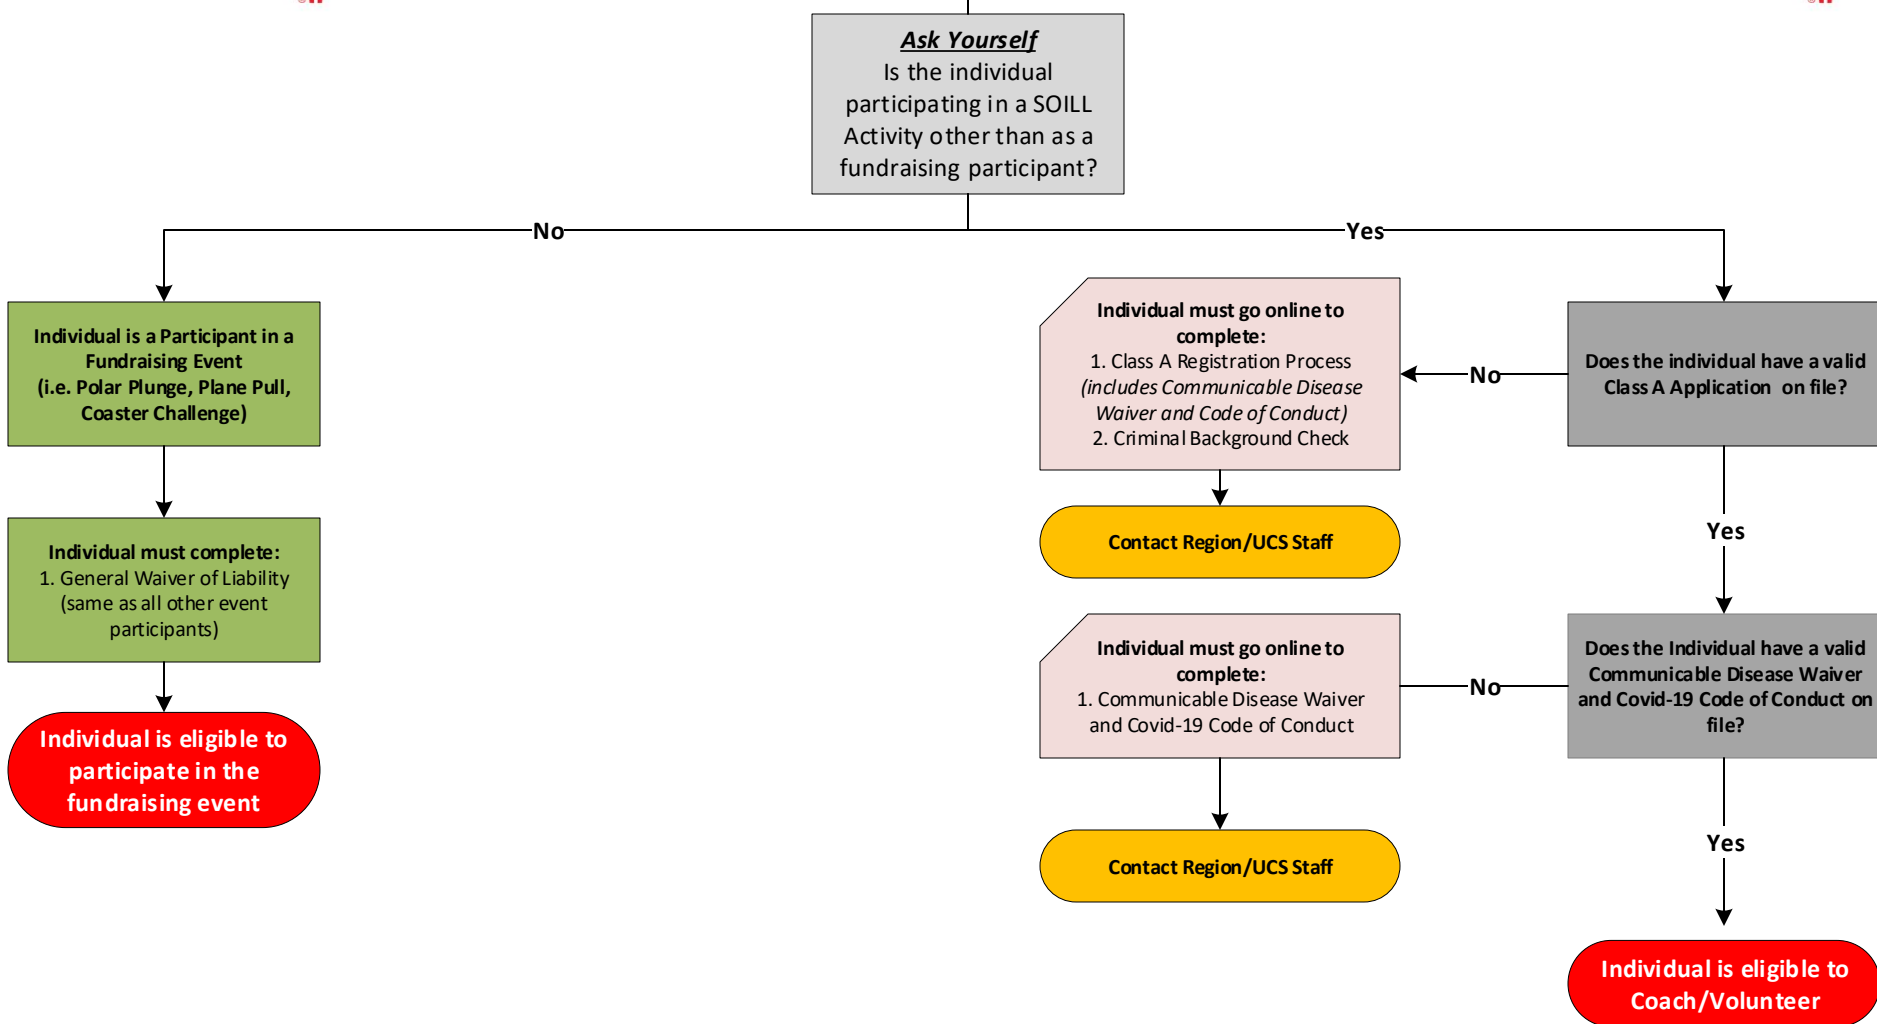 Ask Yourself
Is the individual
participating in a SOILL
Activity other than as a
fundraising participant?
No
Yes
Individual is a Participant in a
Fundraising Event
(i.e. Polar Plunge, Plane Pull,
Coaster Challenge)
Individual must go online to
complete:
1. Class A Registration Process
(includes Communicable Disease
Waiver and Code of Conduct)
2. Criminal Background Check
No
Does the individual have a valid
Class A Application on file?
Individual must complete:
1. General Waiver of Liability
(same as all other event
participants)
Contact Region/UCS Staff
Yes
Individual is eligible to
participate in the
fundraising event
Individual must go online to
complete:
1. Communicable Disease Waiver
and Covid-19 Code of Conduct
No
Does the Individual have a valid
Communicable Disease Waiver
and Covid-19 Code of Conduct on
file?
Contact Region/UCS Staff
Yes
Individual is eligible to
Coach/Volunteer